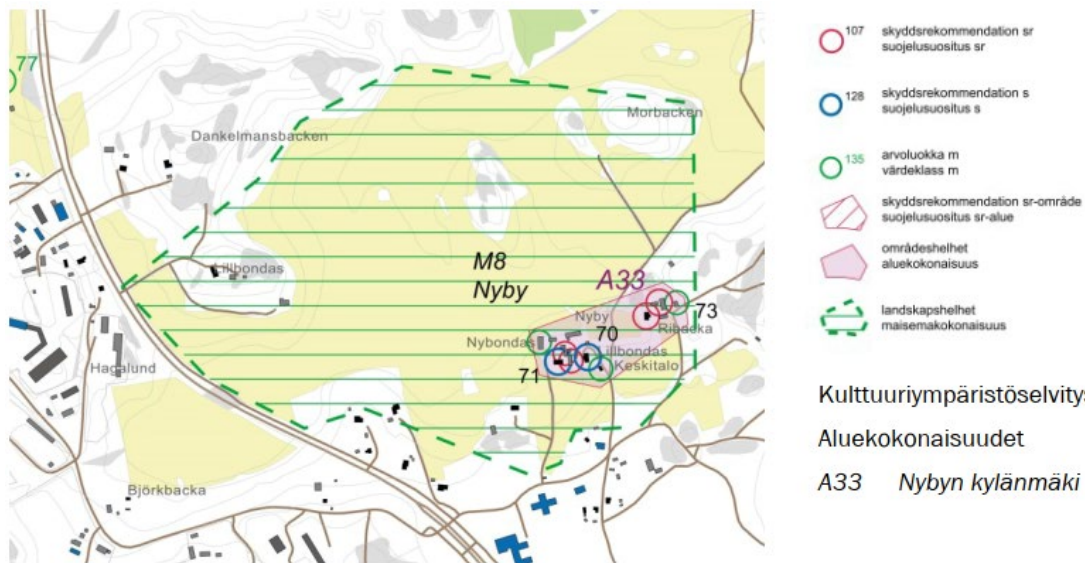 77
Dankelmansbacken
Morbacken
Lillbondas
M8
Nyby
A33
Nyby
73
Ribacka
70
Nybondas
Lillbondas
Keskitalo
71
Hagalund
Björkbacka
107 skyddsrekommendation sr
suojelusuositus sr
128 skyddsrekommendation s
suojelusuositus s
135 arvoluokka m
värdeklass m
skyddsrekommendation sr-område
suojelusuositus sr-alue
områdeshelhet
aluekokonaisuus
landskapshelhet
maisemakokonaisuus
Kulttuuriympäristöselvitys
Aluekokonaisuudet
A33 Nybyn kylänmäki